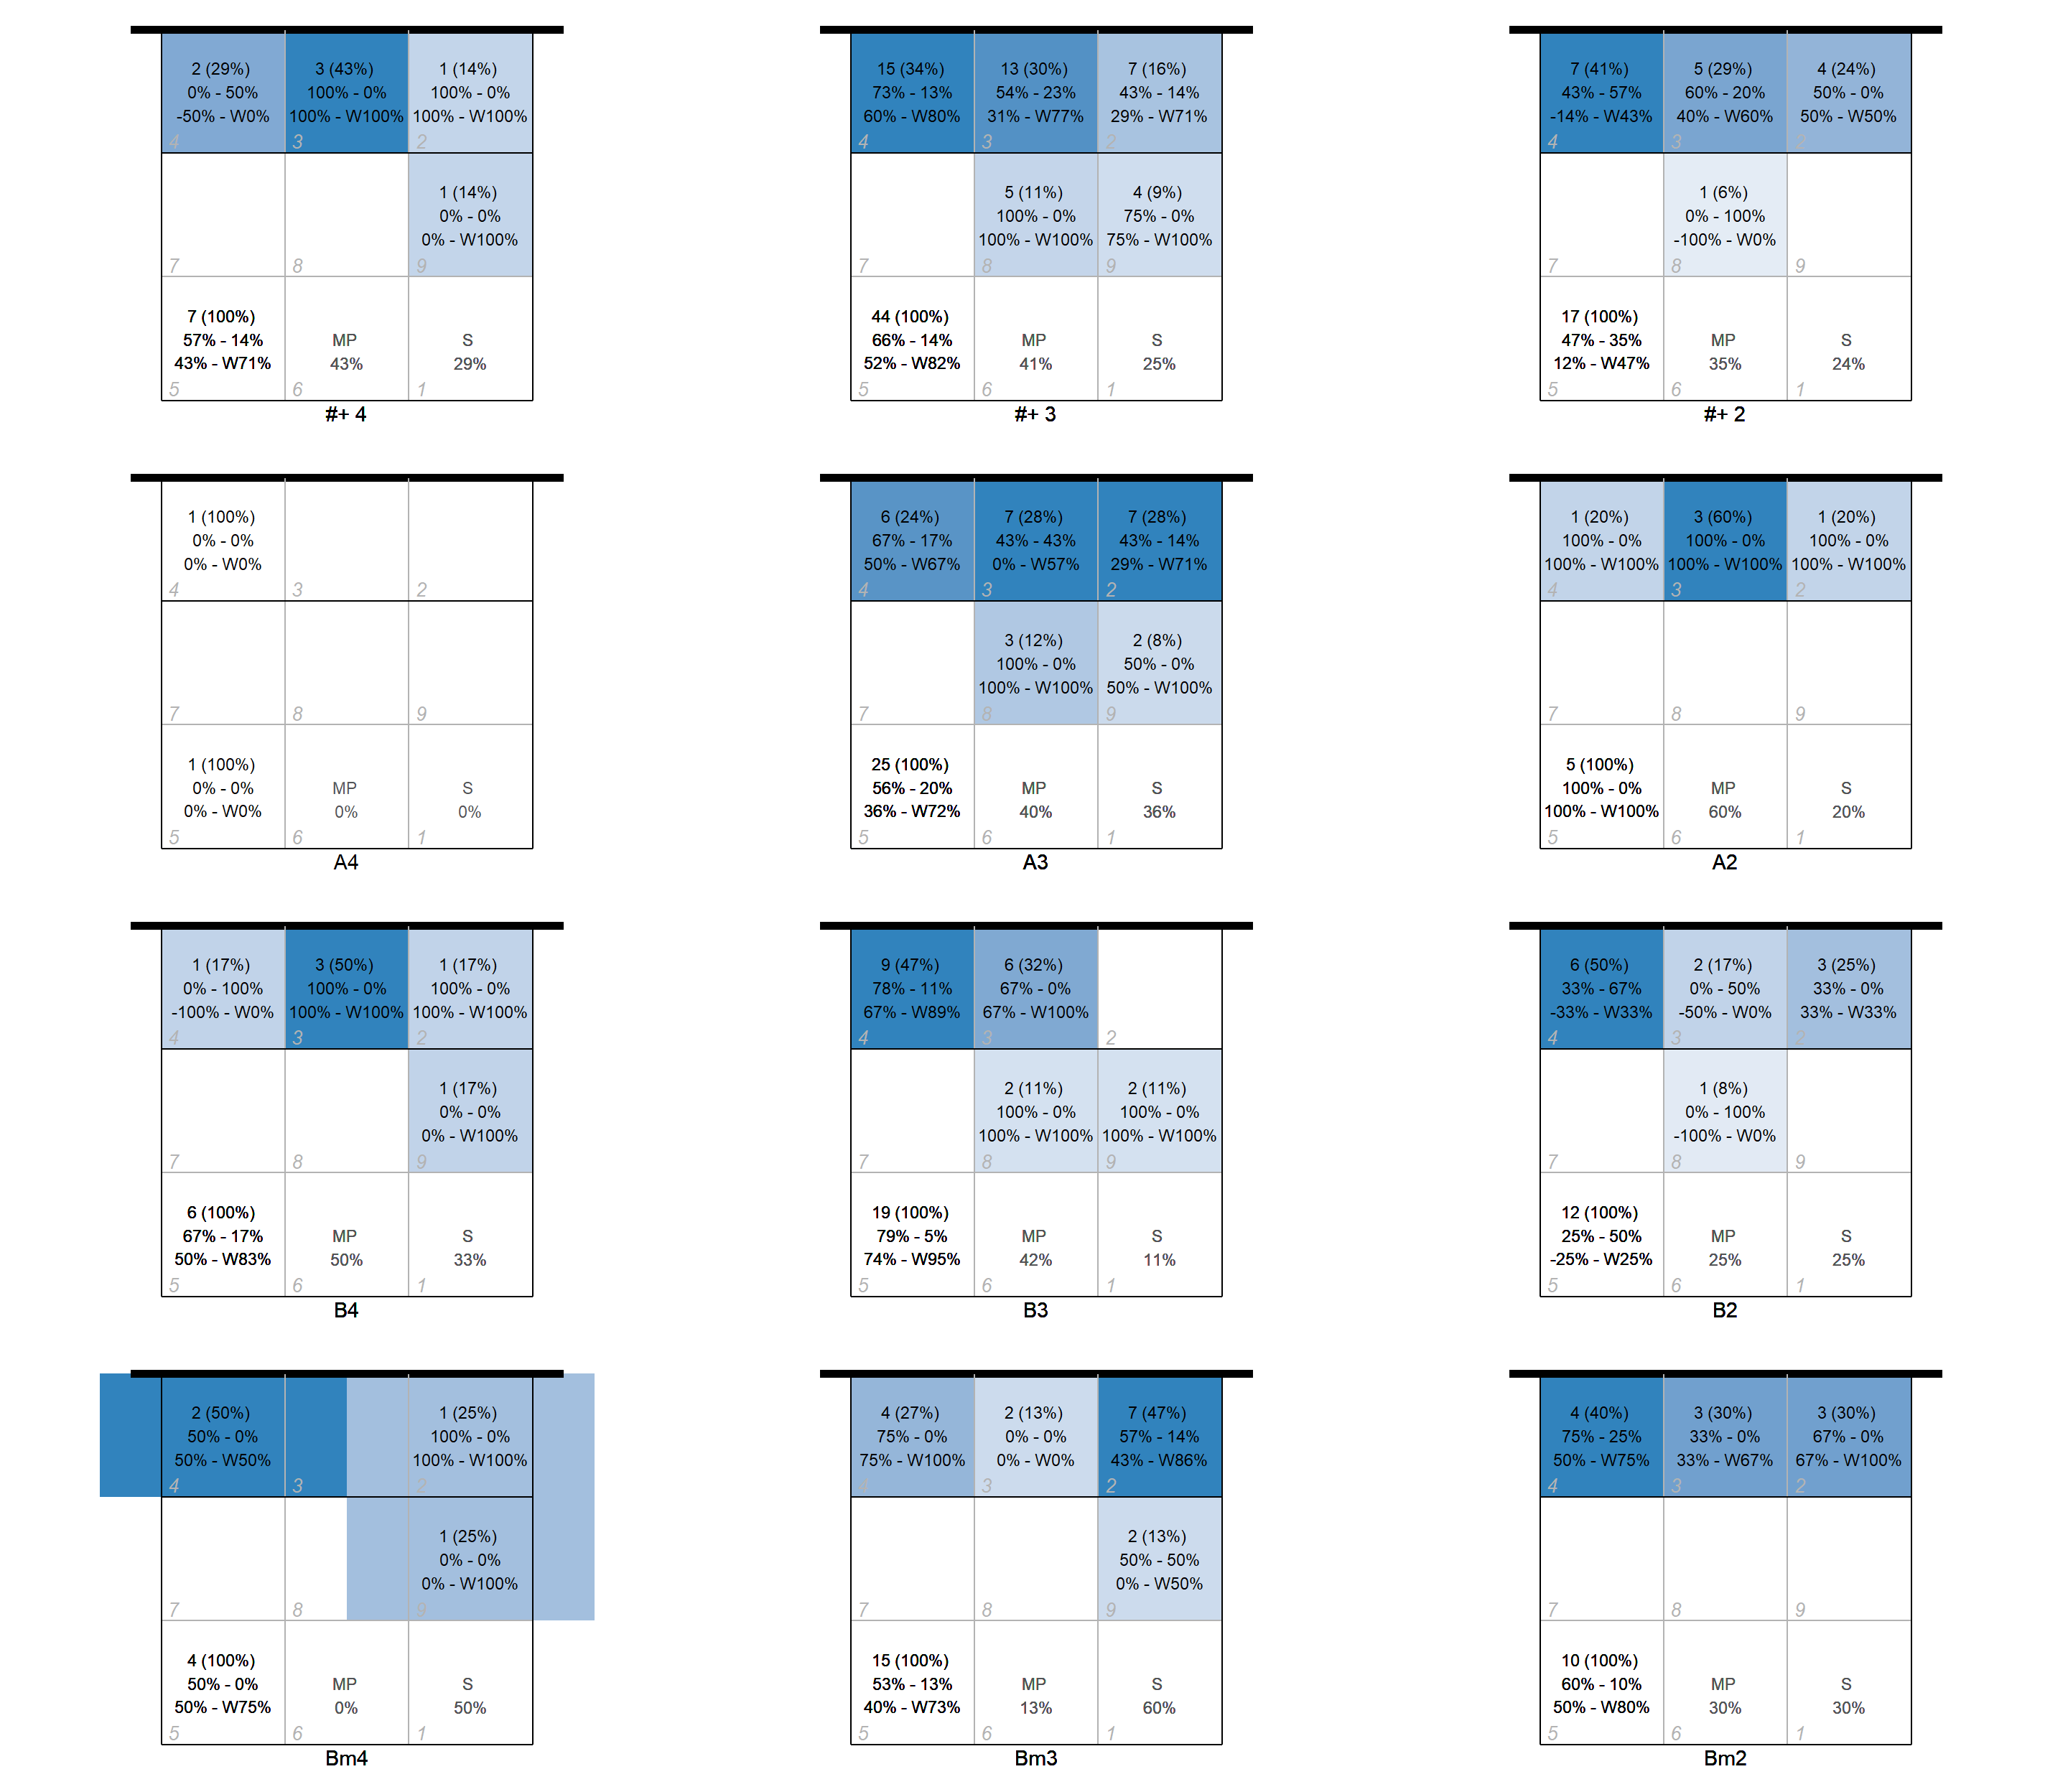 2 (29%)
0% - 50%
-50% - W0%
4
3 (43%)
100% - 0%
100% - W100%
3
1 (14%)
100% - 0%
100% - W100%
2
7
8
1 (14%)
0% - 0%
0% - W100%
9
7 (100%)
57% - 14%
43% - W71%
5
MP
43%
6
S
29%
1
#+ 4
15 (34%)
73% - 13%
60% - W80%
4
13 (30%)
54% - 23%
31% - W77%
3
7 (16%)
43% - 14%
29% - W71%
2
7
5 (11%)
100% - 0%
100% - W100%
8
4 (9%)
75% - 0%
75% - W100%
9
44 (100%)
66% - 14%
52% - W82%
5
MP
41%
6
S
25%
1
#+ 3
7 (41%)
43% - 57%
-14% - W43%
4
5 (29%)
60% - 20%
40% - W60%
3
4 (24%)
50% - 0%
50% - W50%
2
7
1 (6%)
0% - 100%
-100% - W0%
8
9
17 (100%)
47% - 35%
12% - W47%
5
MP
35%
6
S
24%
1
#+ 2
1 (100%)
0% - 0%
0% - W0%
4
3
2
7
8
9
1 (100%)
0% - 0%
0% - W0%
5
MP
0%
6
S
0%
1
A4
6 (24%)
67% - 17%
50% - W67%
4
7 (28%)
43% - 43%
0% - W57%
3
7 (28%)
43% - 14%
29% - W71%
2
7
3 (12%)
100% - 0%
100% - W100%
8
2 (8%)
50% - 0%
50% - W100%
9
25 (100%)
56% - 20%
36% - W72%
5
MP
40%
6
S
36%
1
A3
1 (20%)
100% - 0%
100% - W100%
4
3 (60%)
100% - 0%
100% - W100%
3
1 (20%)
100% - 0%
100% - W100%
2
7
8
9
5 (100%)
100% - 0%
100% - W100%
5
MP
60%
6
S
20%
1
A2
1 (17%)
0% - 100%
-100% - W0%
4
3 (50%)
100% - 0%
100% - W100%
3
1 (17%)
100% - 0%
100% - W100%
2
7
8
1 (17%)
0% - 0%
0% - W100%
9
6 (100%)
67% - 17%
50% - W83%
5
MP
50%
6
S
33%
1
B4
9 (47%)
78% - 11%
67% - W89%
4
6 (32%)
67% - 0%
67% - W100%
3
2
7
2 (11%)
100% - 0%
100% - W100%
8
2 (11%)
100% - 0%
100% - W100%
9
19 (100%)
79% - 5%
74% - W95%
5
MP
42%
6
S
11%
1
B3
6 (50%)
33% - 67%
-33% - W33%
4
2 (17%)
0% - 50%
-50% - W0%
3
3 (25%)
33% - 0%
33% - W33%
2
7
1 (8%)
0% - 100%
-100% - W0%
8
9
12 (100%)
25% - 50%
-25% - W25%
5
MP
25%
6
S
25%
1
B2
2 (50%)
50% - 0%
50% - W50%
4
3
1 (25%)
100% - 0%
100% - W100%
2
7
8
1 (25%)
0% - 0%
0% - W100%
9
4 (100%)
50% - 0%
50% - W75%
5
MP
0%
6
S
50%
1
Bm4
4 (27%)
75% - 0%
75% - W100%
4
2 (13%)
0% - 0%
0% - W0%
3
7 (47%)
57% - 14%
43% - W86%
2
7
8
2 (13%)
50% - 50%
0% - W50%
9
15 (100%)
53% - 13%
40% - W73%
5
MP
13%
6
S
60%
1
Bm3
4 (40%)
75% - 25%
50% - W75%
4
3 (30%)
33% - 0%
33% - W67%
3
3 (30%)
67% - 0%
67% - W100%
2
7
8
9
10 (100%)
60% - 10%
50% - W80%
5
MP
30%
6
S
30%
1
Bm2